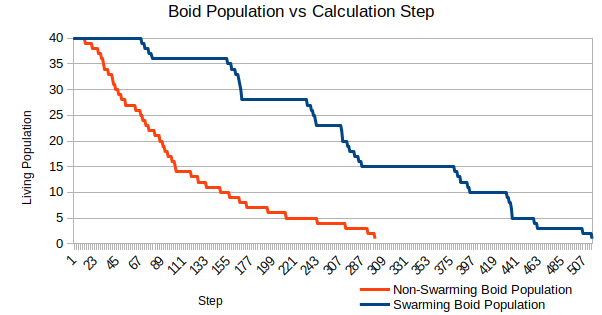 Boid Population vs Calculation Step
Living Population
40
35
30
25
20
15
10
5
0
1 23 45 67 89 111 133 155 177 199 221 243 265 287 309 331 353 375 397 419 441 463 485 507
Step
Non-Swarming Boid Population
Swarming Boid Population